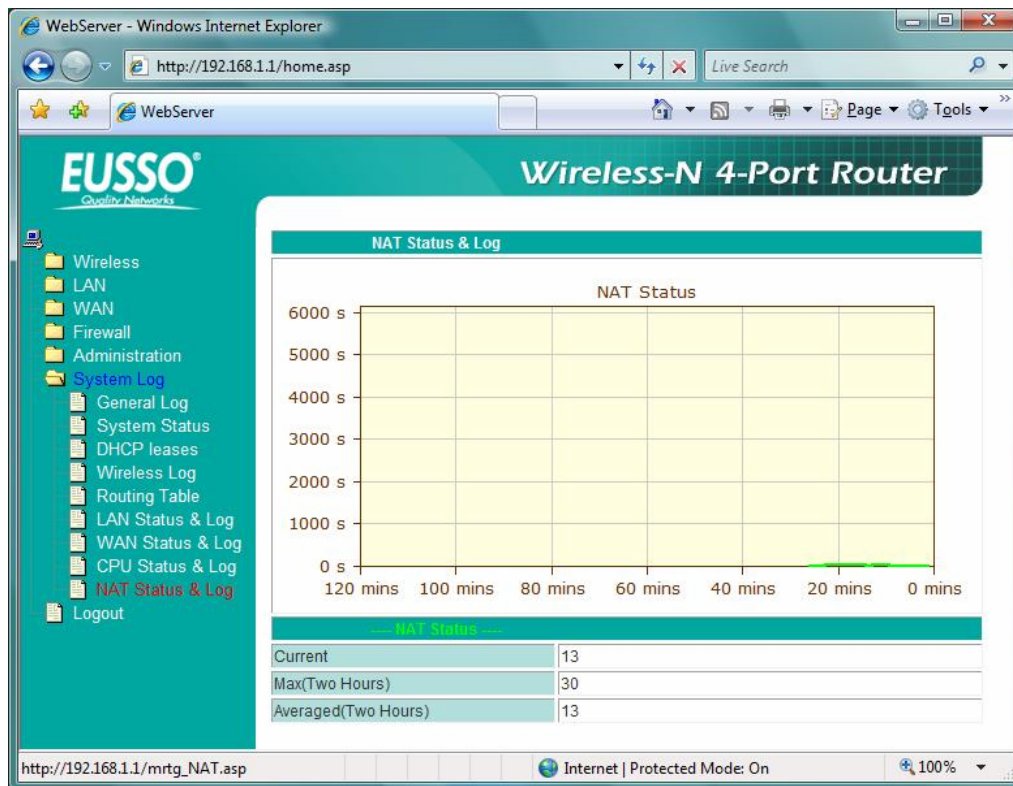 WebServer - Windows Internet Explorer
http://192.168.1.1/home.asp
Live Search
WebServer
Page
Tools
EUSSO®
Quality Networks
Wireless-N 4-Port Router
Wireless
LAN
WAN
Firewall
Administration
System Log
General Log
System Status
DHCP leases
Wireless Log
Routing Table
LAN Status & Log
WAN Status & Log
CPU Status & Log
NAT Status & Log
Logout
NAT Status & Log
NAT Status
6000 s
5000 s
4000 s
3000 s
2000 s
1000 s
0 s
120 mins 100 mins 80 mins 60 mins 40 mins 20 mins 0 mins
---- NAT Status ----
Current 13
Max(Two Hours) 30
Averaged(Two Hours) 13
http://192.168.1.1/mrtg_NAT.asp
Internet | Protected Mode: On
100%